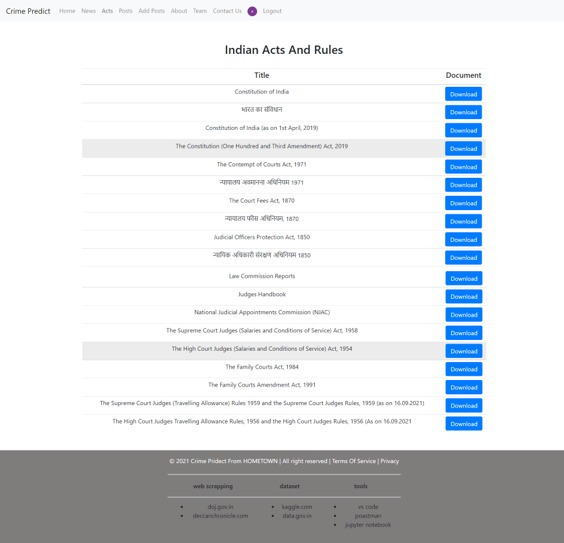 Crime Predict Home News Acts Posts Add Posts About Team Contact Us Logout
Indian Acts And Rules
Title Document
Constitution of India Download
भारत का संविधान Download
Constitution of India (as on 1st April, 2019) Download
The Constitution (One Hundred and Third Amendment) Act, 2019 Download
The Contempt of Courts Act, 1971 Download
न्यायालय अवमानना अधिनियम 1971 Download
The Court Fees Act, 1870 Download
न्यायालय फीस अधिनियम, 1870 Download
Judicial Officers Protection Act, 1850 Download
न्यायिक अधिकारी संरक्षण अधिनियम 1850 Download
Law Commission Reports Download
Judges Handbook Download
National Judicial Appointments Commission (NJAC) Download
The Supreme Court Judges (Salaries and Conditions of Service) Act, 1958 Download
The High Court Judges (Salaries and Conditions of Service) Act, 1954 Download
The Family Courts Act, 1984 Download
The Family Courts Amendment Act, 1991 Download
The Supreme Court Judges (Travelling Allowance) Rules 1959 and the Supreme Court Judges Rules, 1959 (as on 16.09.2021) Download
The High Court Judges Travelling Allowance Rules, 1956 and the High Court Judges Rules, 1956 (As on 16.09.2021 Download
© 2021 Crime Pridect From HOMETOWN | All right reserved | Terms Of Service | Privacy
web scrapping dataset tools
doj.gov.in kaggle.com vs code
deccanchronicle.com data.gov.in poastman
jupyter notebook